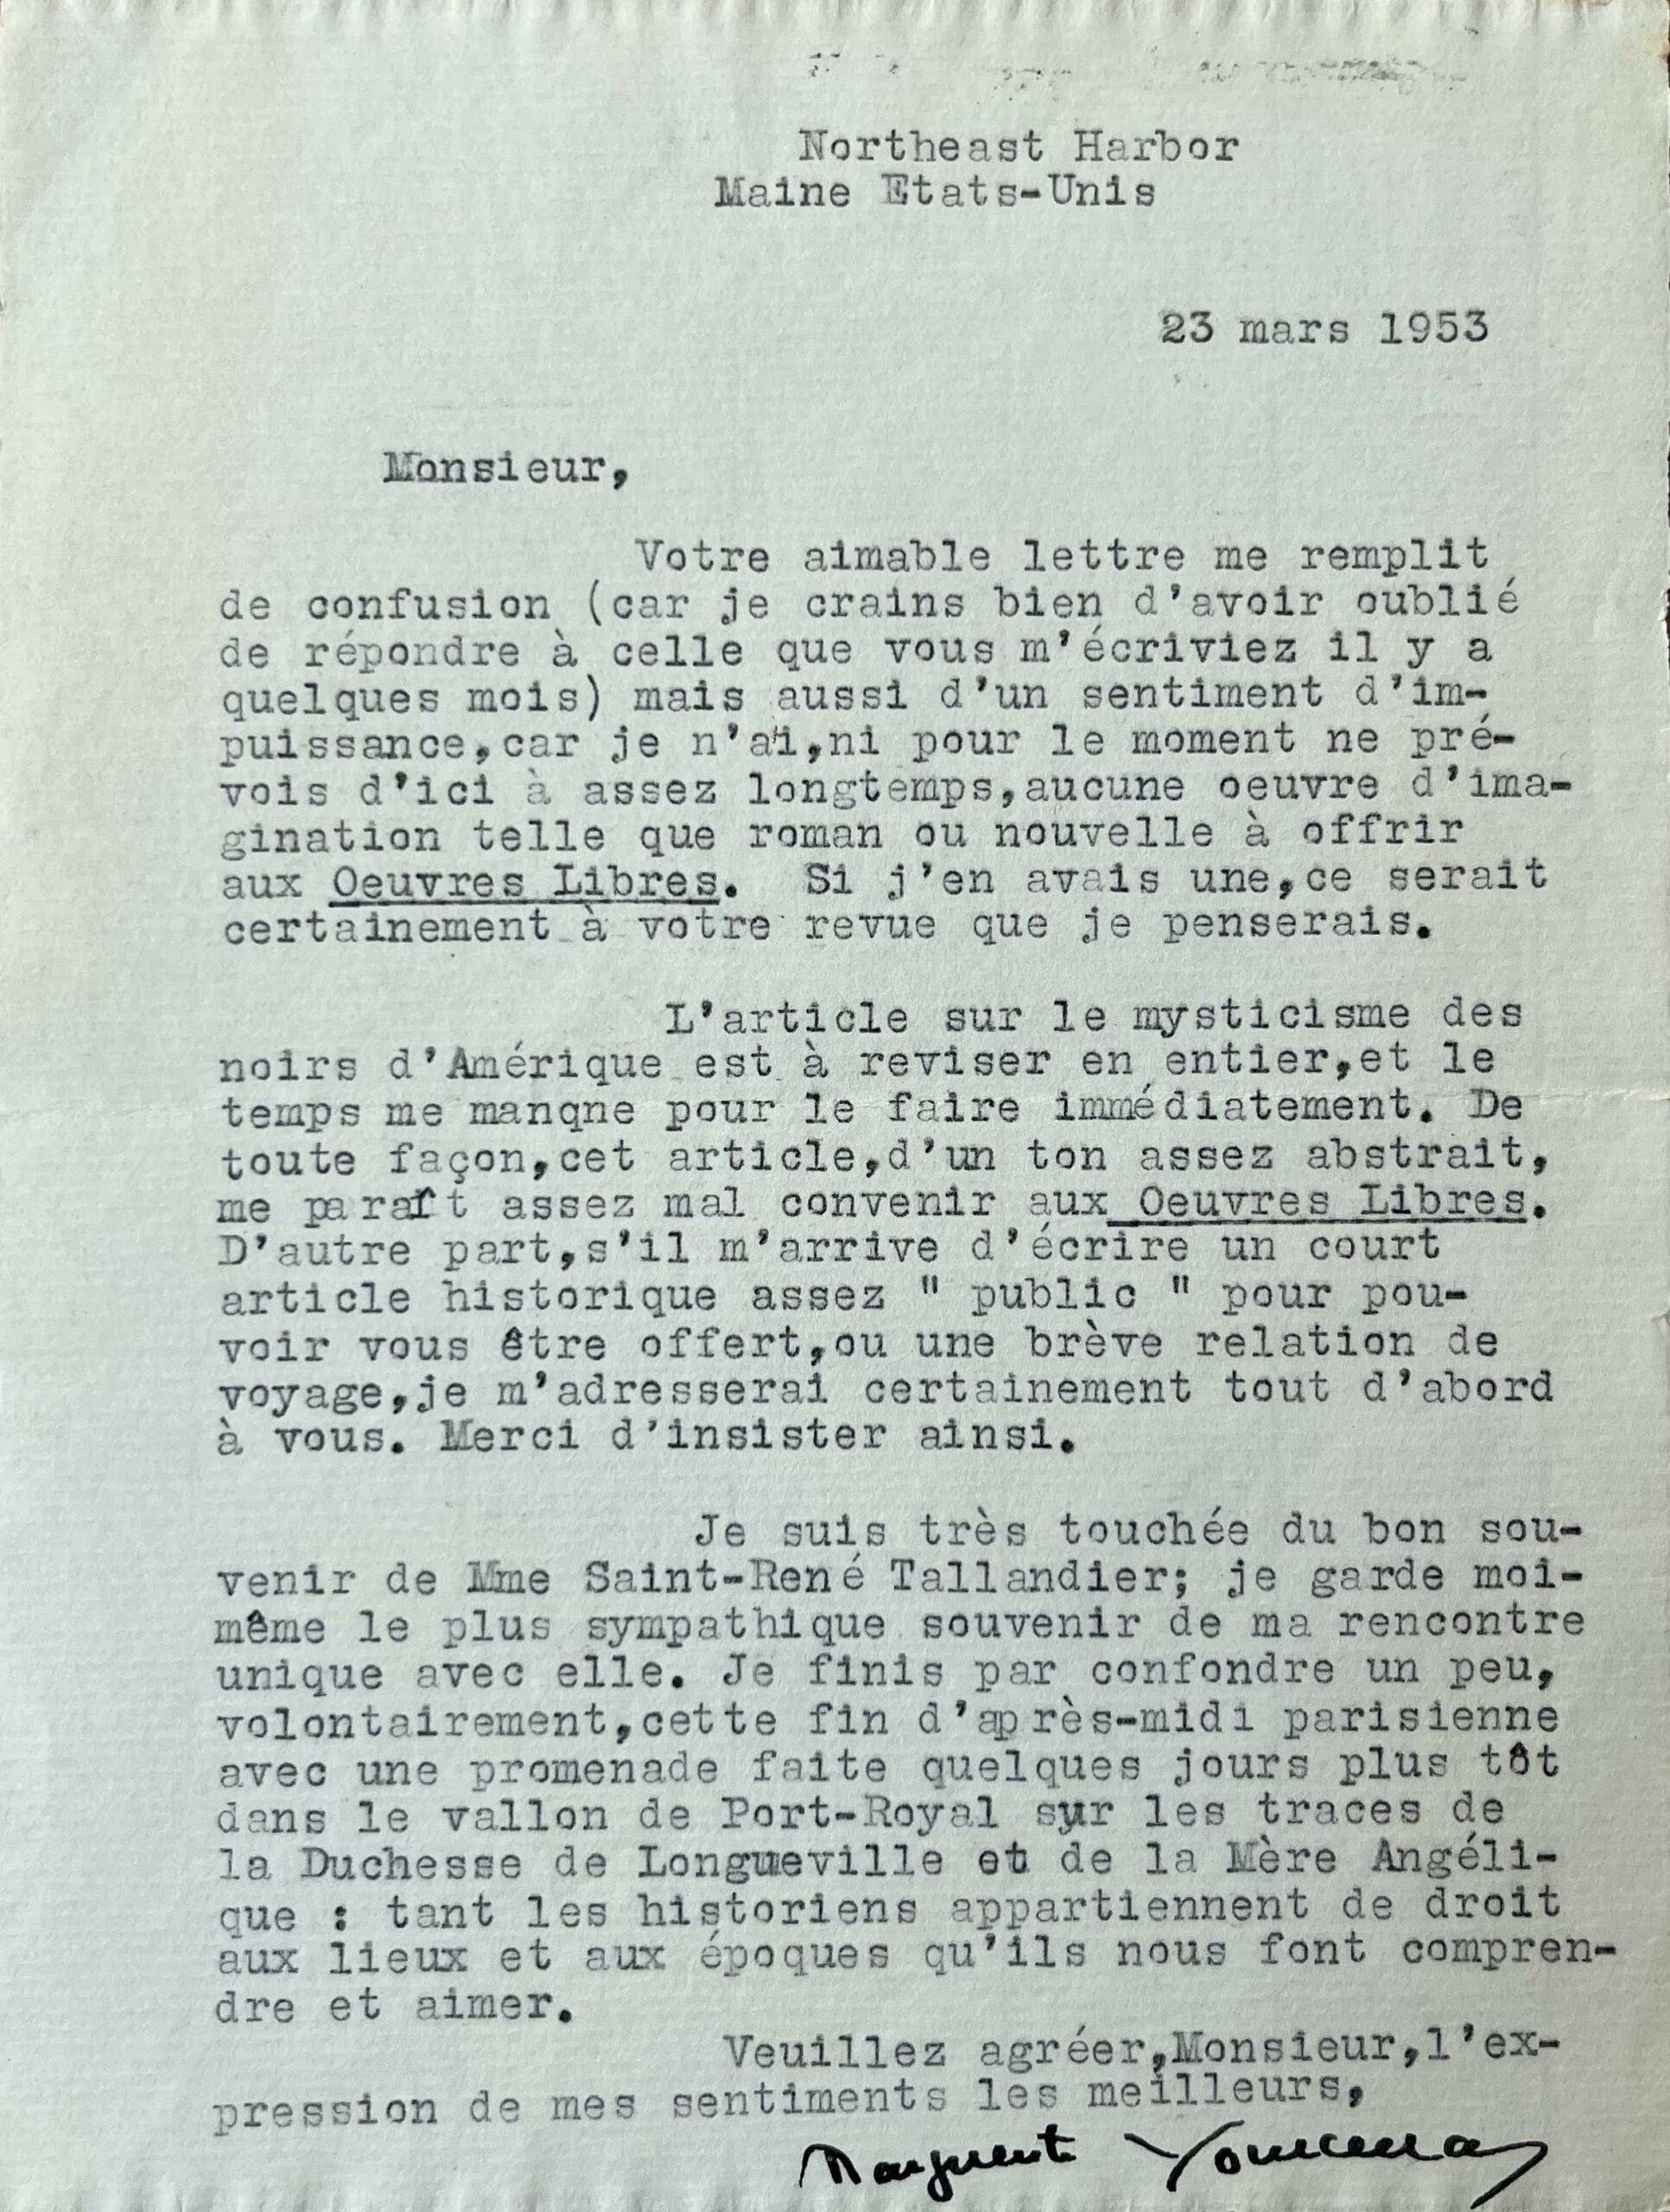 Northeast Harbor
Maine Etats-Unis
23 mars 1953
Monsieur,
Votre aimable lettre me remplit
de confusion (car je crains bien d'avoir oublié
de répondre à celle que vous m'écriviez il y a
quelques mois) mais aussi d'un sentiment d'im-
puissance,car je n'ai,ni pour le moment ne pré-
vois d'ici à assez longtemps,aucune oeuvre d'ima-
gination telle que roman ou nouvelle à offrir
aux Oeuvres Libres. Si j'en avais une,ce serait
certainement à votre revue que je penserais.
L'article sur le mysticisme des
noirs d'Amérique est à reviser en entier,et le
temps me manqne pour le faire immédiatement. De
toute façon,cet article,d'un ton assez abstrait,
me paraît assez mal convenir aux Oeuvres Libres.
D'autre part,s'il m'arrive d'écrire un court
article historique assez " public " pour pou-
voir vous être offert,ou une brève relation de
voyage,je m'adresserai certainement tout d'abord
à vous. Merci d'insister ainsi.
Je suis très touchée du bon sou-
venir de Mme Saint-René Tallandier; je garde moi-
même le plus sympathique souvenir de ma rencontre
unique avec elle. Je finis par confondre un peu,
volontairement,cette fin d'après-midi parisienne
avec une promenade faite quelques jours plus tôt
dans le vallon de Port-Royal sur les traces de
la Duchesse de Longueville et de la Mère Angéli-
que : tant les historiens appartiennent de droit
aux lieux et aux époques qu'ils nous font compren-
dre et aimer.
Veuillez agréer,Monsieur,l'ex-
pression de mes sentiments les meilleurs,
Marguerite Yourcenar